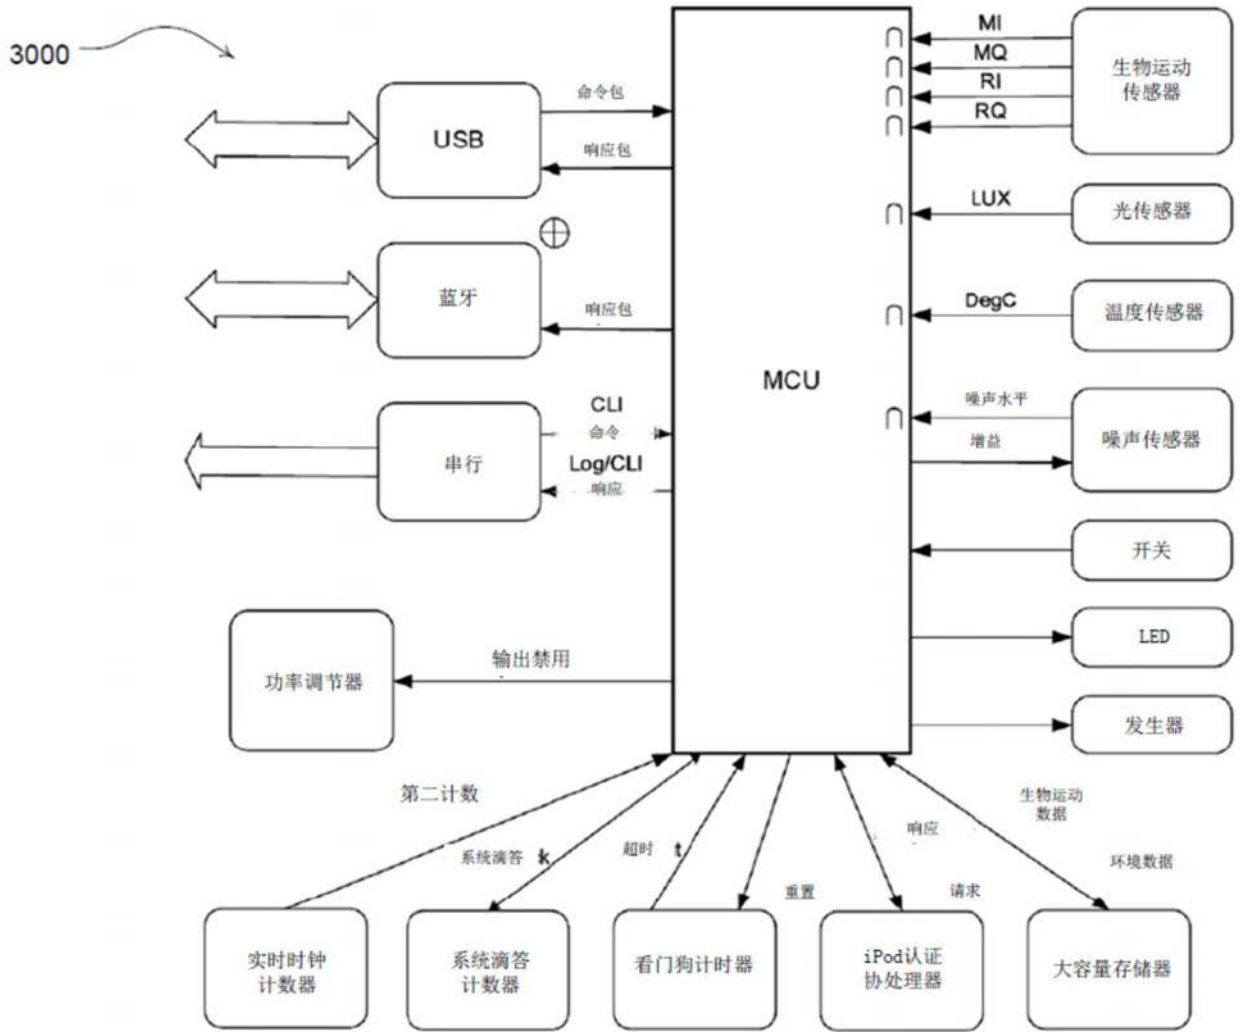 3000
USB
命令包
响应包
蓝牙
响应包
串行
CLI
命令
Log/CLI
响应
功率调节器
输出禁用
MCU
MI
MQ
RI
RQ
生物运动
传感器
LUX
光传感器
DegC
温度传感器
噪声水平
增益
噪声传感器
开关
LED
发生器
第二计数
系统滴答 k
超时 t
重置
响应
请求
生物运动
数据
环境数据
实时时钟
计数器
系统滴答
计数器
看门狗计时器
iPod认证
协处理器
大容量存储器